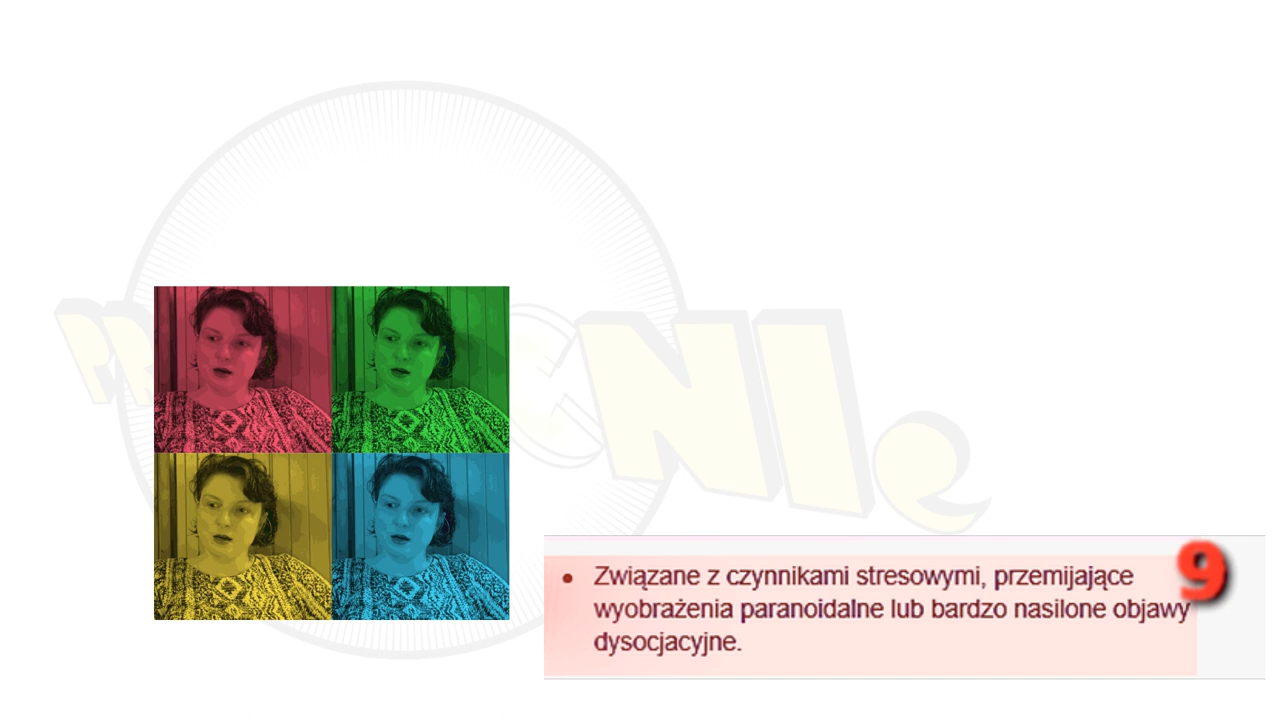 • Związane z czynnikami stresowymi, przemijające
wyobrażenia paranoidalne lub bardzo nasilone objawy
dysocjacyjne.
9